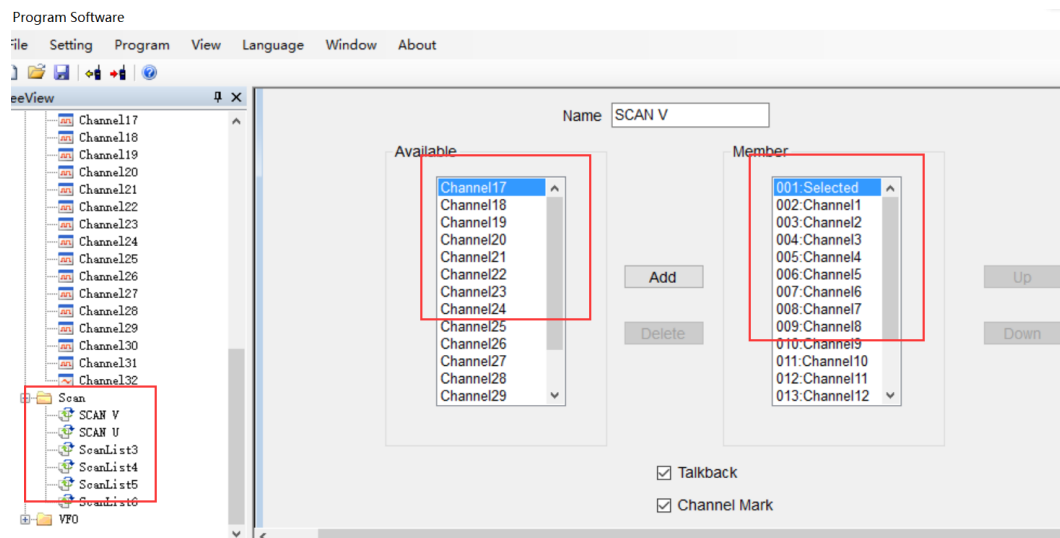 Program Software
File Setting Program View Language Window About
eeView
Channel17
Channel18
Channel19
Channel20
Channel21
Channel22
Channel23
Channel24
Channel25
Channel26
Channel27
Channel28
Channel29
Channel30
Channel31
Channel32
Scan
SCAN V
SCAN U
ScanList3
ScanList4
ScanList5
ScanList6
VFO
Name SCAN V
Available
Channel17
Channel18
Channel19
Channel20
Channel21
Channel22
Channel23
Channel24
Channel25
Channel26
Channel27
Channel28
Channel29
Add
Delete
Member
001:Selected
002:Channel1
003:Channel2
004:Channel3
005:Channel4
006:Channel5
007:Channel6
008:Channel7
009:Channel8
010:Channel9
011:Channel10
012:Channel11
013:Channel12
Up
Down
Talkback
Channel Mark